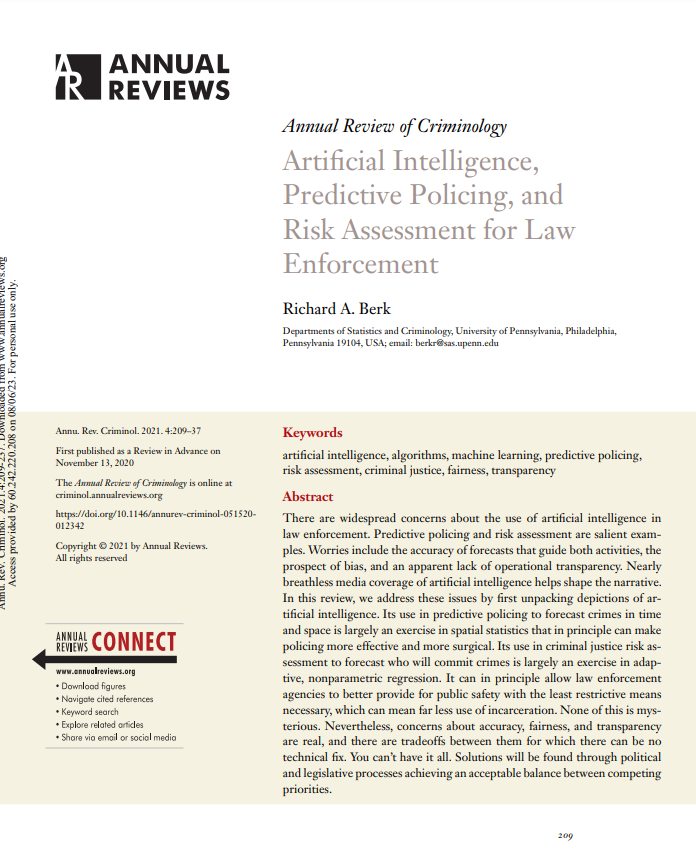 ANNUAL
REVIEWS
Annual Review of Criminology
Artificial Intelligence,
Predictive Policing, and
Risk Assessment for Law
Enforcement
Richard A. Berk
Departments of Statistics and Criminology, University of Pennsylvania, Philadelphia,
Pennsylvania 19104, USA; email: berkr@sas.upenn.edu
Annu. Rev. Criminol. 2021.4:209-237. Downloaded from www.annualreviews.org
Access provided by 60.242.220.208 on 08/06/23. For personal use only.
Annu. Rev. Criminol. 2021. 4:209–37
First published as a Review in Advance on
November 13, 2020
The Annual Review of Criminology is online at
criminol.annualreviews.org
https://doi.org/10.1146/annurev-criminol-051520-
012342
Copyright © 2021 by Annual Reviews.
All rights reserved
ANNUAL
REVIEWS CONNECT
www.annualreviews.org
• Download figures
• Navigate cited references
• Keyword search
• Explore related articles
• Share via email or social media
Keywords
artificial intelligence, algorithms, machine learning, predictive policing,
risk assessment, criminal justice, fairness, transparency
Abstract
There are widespread concerns about the use of artificial intelligence in
law enforcement. Predictive policing and risk assessment are salient exam-
ples. Worries include the accuracy of forecasts that guide both activities, the
prospect of bias, and an apparent lack of operational transparency. Nearly
breathless media coverage of artificial intelligence helps shape the narrative.
In this review, we address these issues by first unpacking depictions of ar-
tificial intelligence. Its use in predictive policing to forecast crimes in time
and space is largely an exercise in spatial statistics that in principle can make
policing more effective and more surgical. Its use in criminal justice risk as-
sessment to forecast who will commit crimes is largely an exercise in adap-
tive, nonparametric regression. It can in principle allow law enforcement
agencies to better provide for public safety with the least restrictive means
necessary, which can mean far less use of incarceration. None of this is mys-
terious. Nevertheless, concerns about accuracy, fairness, and transparency
are real, and there are tradeoffs between them for which there can be no
technical fix. You can't have it all. Solutions will be found through political
and legislative processes achieving an acceptable balance between competing
priorities.
209